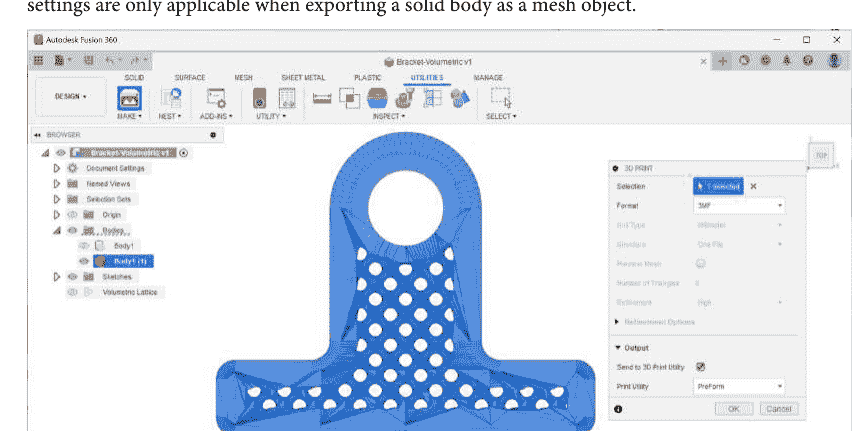 settings are only applicable when exporting a solid body as a mesh object.
Autodesk Fusion 360
Bracket-Volumetric v1
SOLID SURFACE MESH SHEET METAL PLASTIC UTILITIES MANAGE
DESIGN
MAKE NEST ADD-INS UTILITY INSPECT SELECT
BROWSER
Bracket-Volumetric v1
Document Settings
Named Views
Selection Sets
Origin
Bodies
Body1
Body1 (1)
Sketches
Volumetric Lattice
TOP
3D PRINT
Selection 1 selected
Format 3MF
Unit Type Millimeter
Structure One File
Preview Mesh
Number of Triangles 0
Refinement High
Refinement Options
Output
Send to 3D Print Utility
Print Utility PreForm
OK Cancel